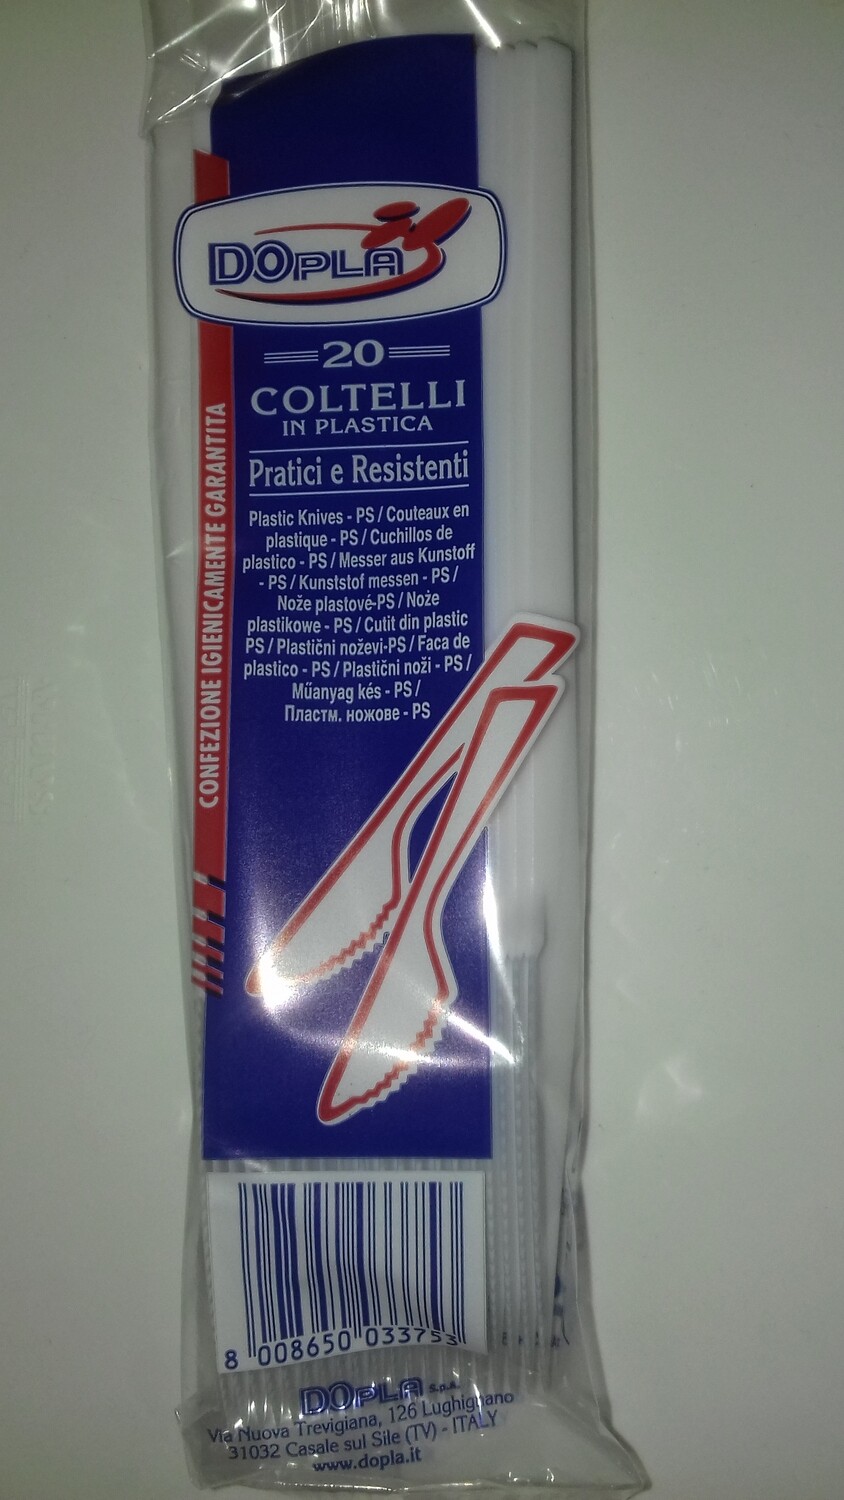 DOPLA
20
COLTELLI
IN PLASTICA
Pratici e Resistenti
Plastic Knives - PS / Couteaux en
plastique - PS / Cuchillos de
plastico - PS / Messer aus Kunstoff
- PS / Kunststof messen - PS /
Nože plastové-PS / Noże
plastikowe - PS / Cutit din plastic
PS / Plastični noževi-PS / Faca de
plastico - PS / Plastični noži - PS /
Műanyag kés - PS /
Пластм. ножове - PS
CONFEZIONE IGIENICAMENTE GARANTITA
8 008650 033753
DOPLA S.p.A.
Via Nuova Trevigiana, 126 Lughignano
31032 Casale sul Sile (TV) - ITALY
www.dopla.it